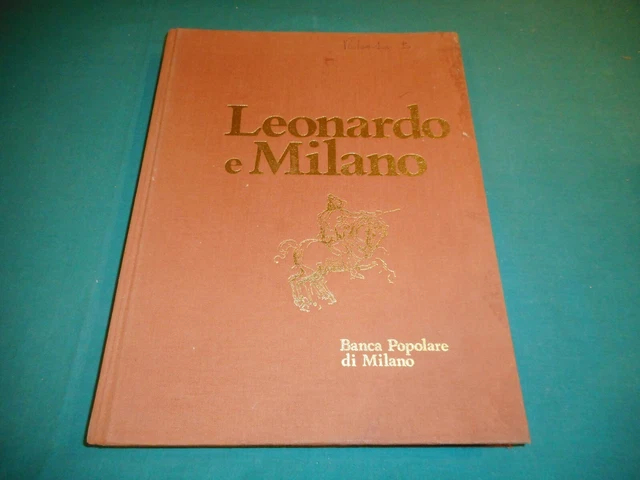 Leonardo
e Milano
Banca Popolare
di Milano